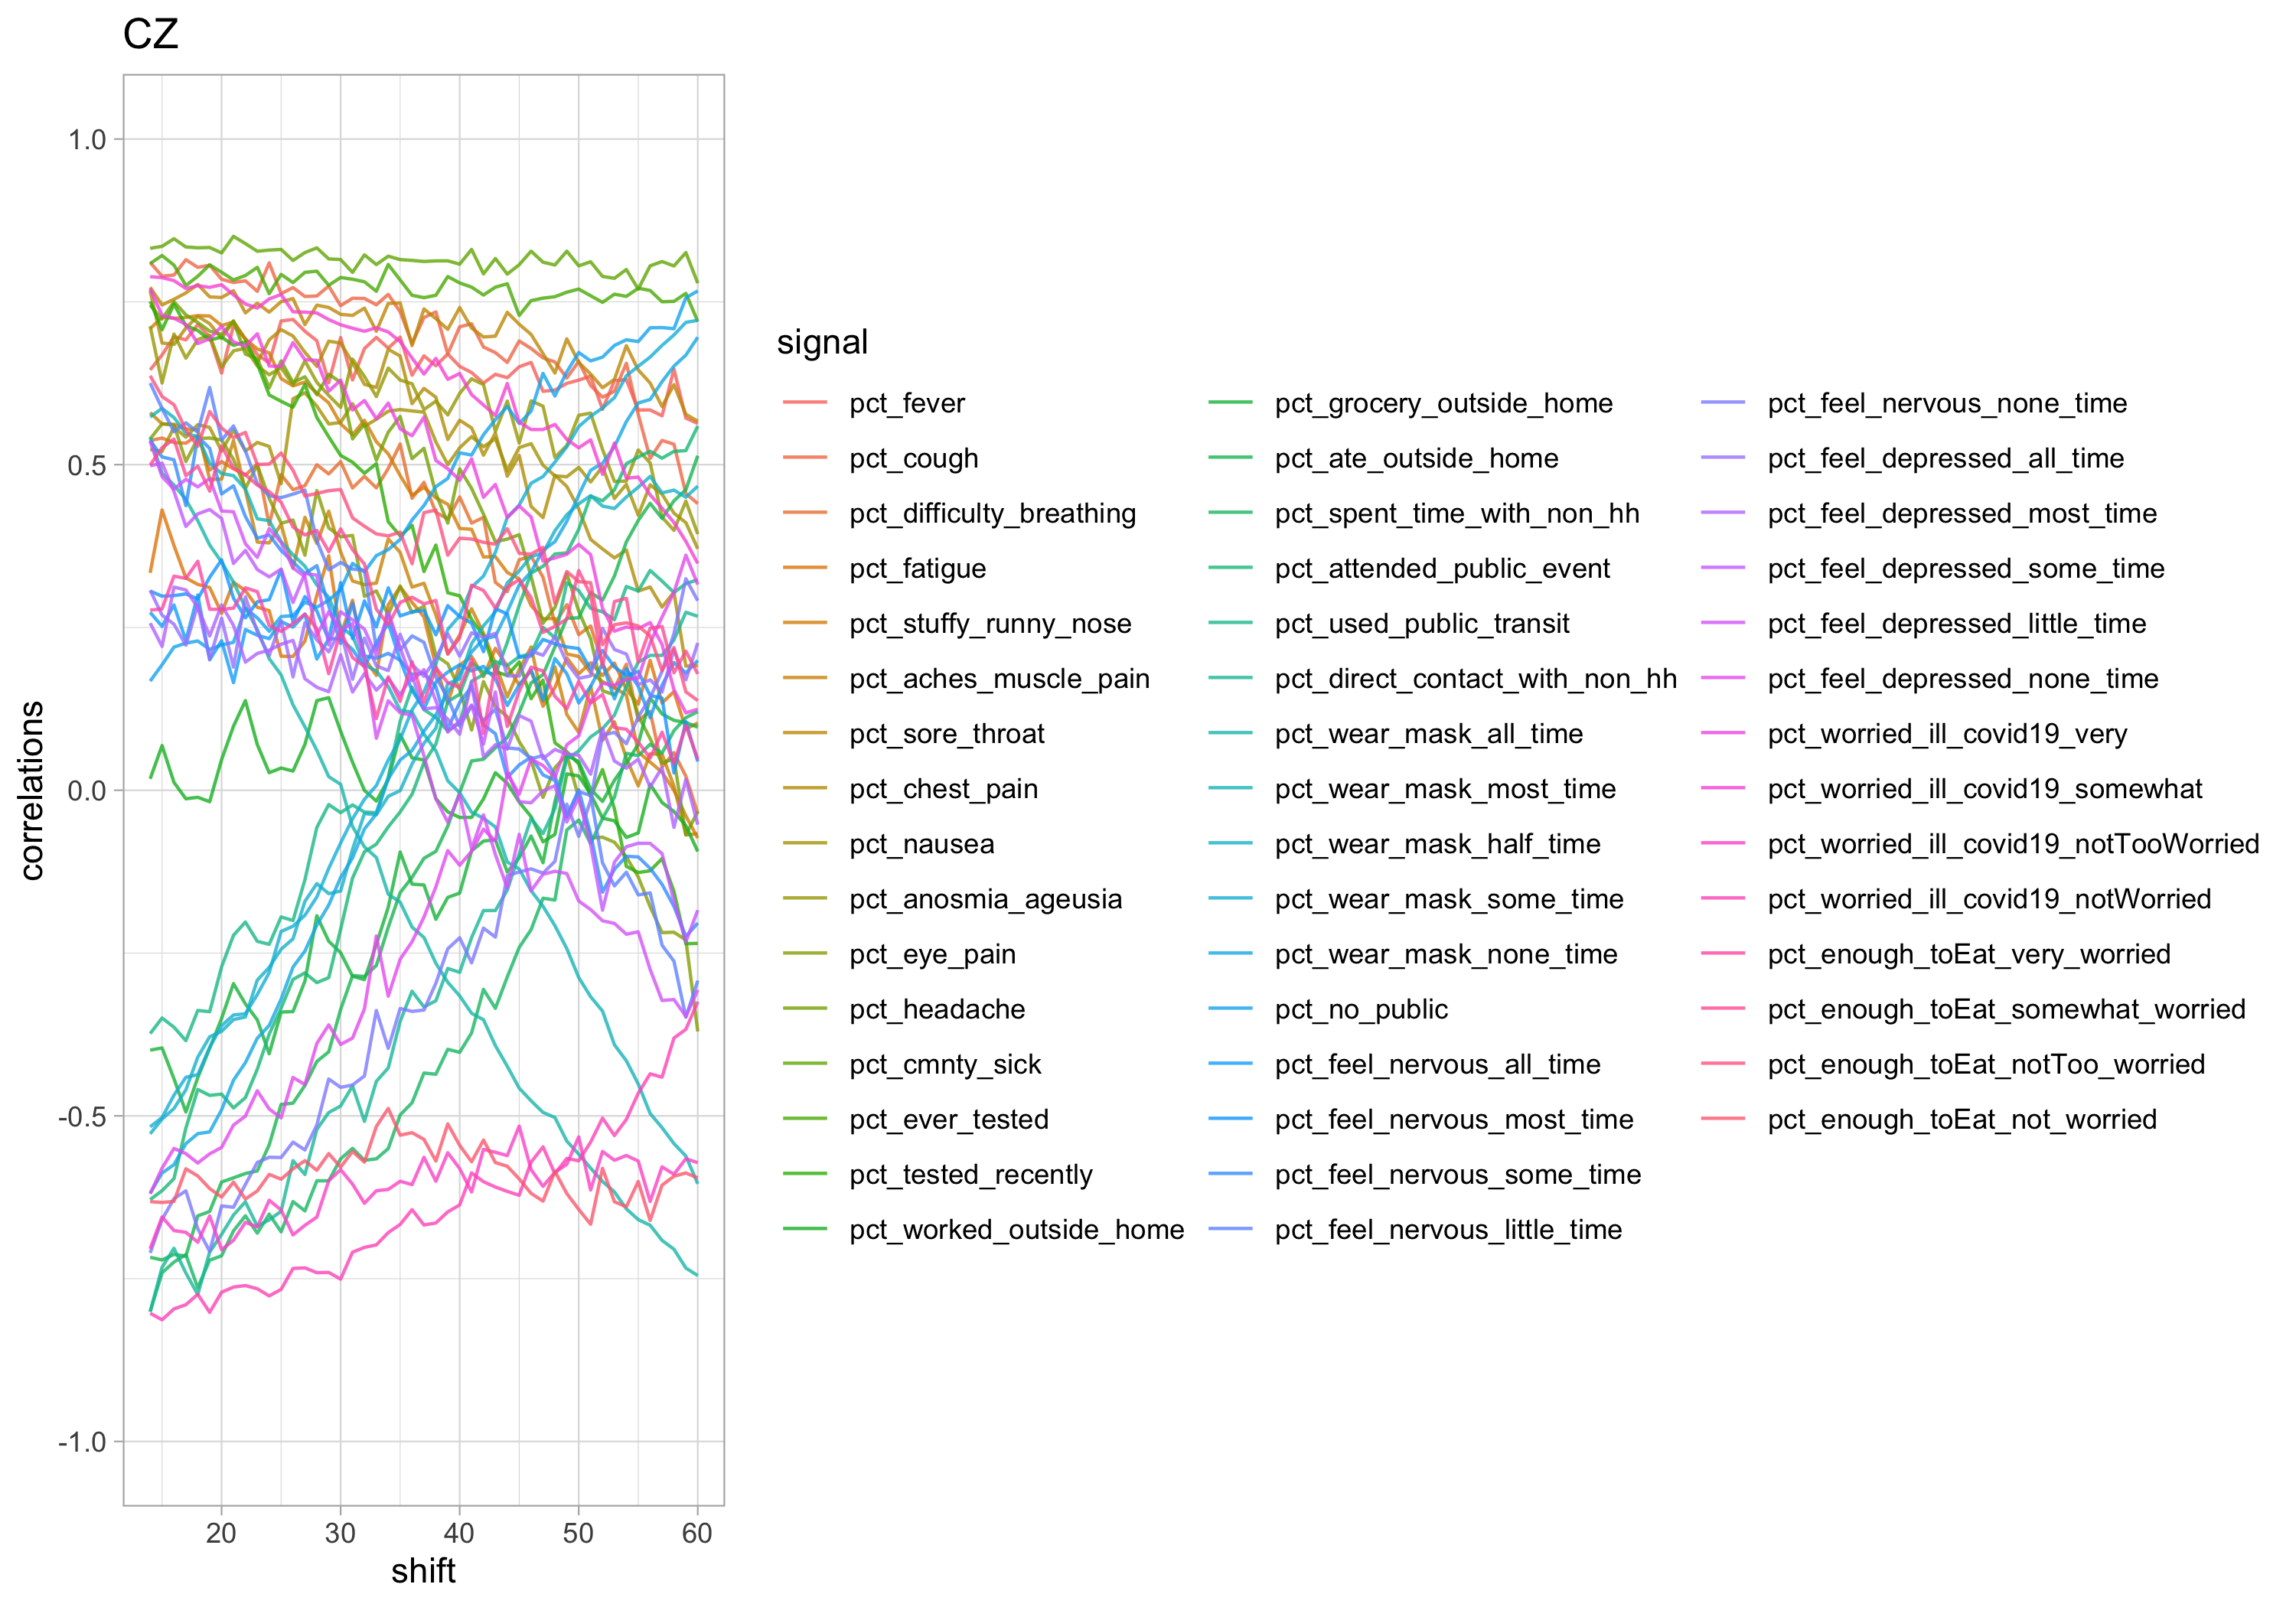 CZ
correlations
1.0
0.5
0.0
-0.5
-1.0
20 30 40 50 60
shift
signal
pct_fever
pct_cough
pct_difficulty_breathing
pct_fatigue
pct_stuffy_runny_nose
pct_aches_muscle_pain
pct_sore_throat
pct_chest_pain
pct_nausea
pct_anosmia_ageusia
pct_eye_pain
pct_headache
pct_cmnty_sick
pct_ever_tested
pct_tested_recently
pct_worked_outside_home
pct_grocery_outside_home
pct_ate_outside_home
pct_spent_time_with_non_hh
pct_attended_public_event
pct_used_public_transit
pct_direct_contact_with_non_hh
pct_wear_mask_all_time
pct_wear_mask_most_time
pct_wear_mask_half_time
pct_wear_mask_some_time
pct_wear_mask_none_time
pct_no_public
pct_feel_nervous_all_time
pct_feel_nervous_most_time
pct_feel_nervous_some_time
pct_feel_nervous_little_time
pct_feel_nervous_none_time
pct_feel_depressed_all_time
pct_feel_depressed_most_time
pct_feel_depressed_some_time
pct_feel_depressed_little_time
pct_feel_depressed_none_time
pct_worried_ill_covid19_very
pct_worried_ill_covid19_somewhat
pct_worried_ill_covid19_notTooWorried
pct_worried_ill_covid19_notWorried
pct_enough_toEat_very_worried
pct_enough_toEat_somewhat_worried
pct_enough_toEat_notToo_worried
pct_enough_toEat_not_worried